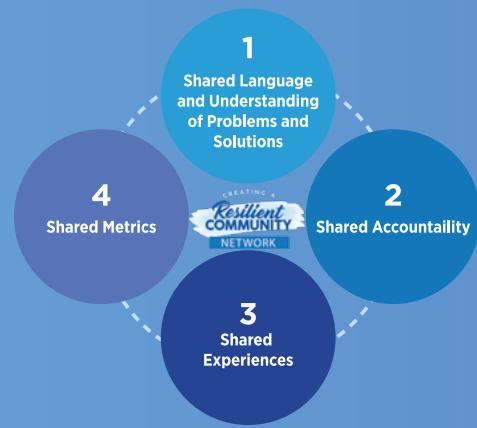 1
Shared Language
and Understanding
of Problems and
Solutions
4
Shared Metrics
CREATING A
Resilient
COMMUNITY
NETWORK
2
Shared Accountaility
3
Shared
Experiences